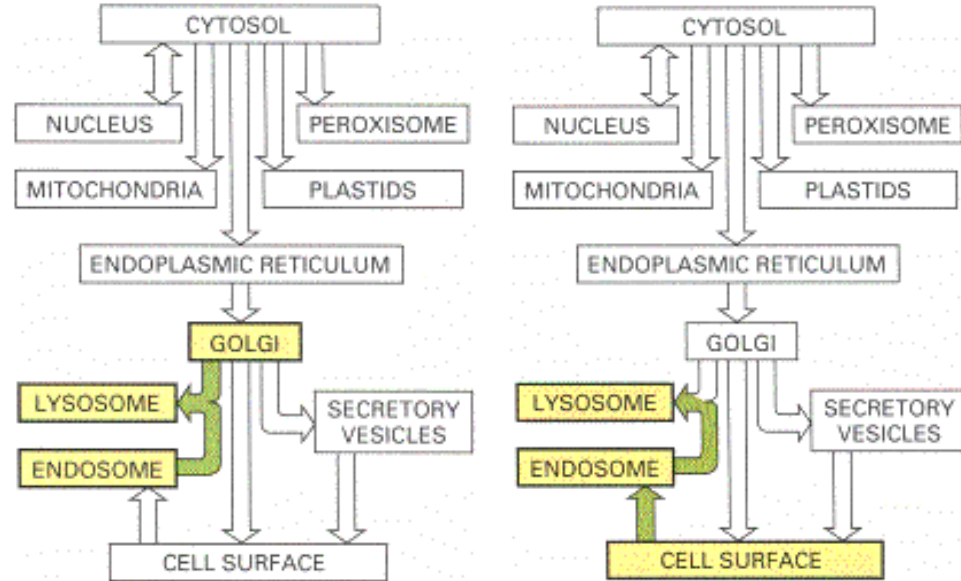 CYTOSOL
NUCLEUS
PEROXISOME
MITOCHONDRIA
PLASTIDS
ENDOPLASMIC RETICULUM
GOLGI
LYSOSOME
SECRETORY
VESICLES
ENDOSOME
CELL SURFACE
CYTOSOL
NUCLEUS
PEROXISOME
MITOCHONDRIA
PLASTIDS
ENDOPLASMIC RETICULUM
GOLGI
LYSOSOME
SECRETORY
VESICLES
ENDOSOME
CELL SURFACE